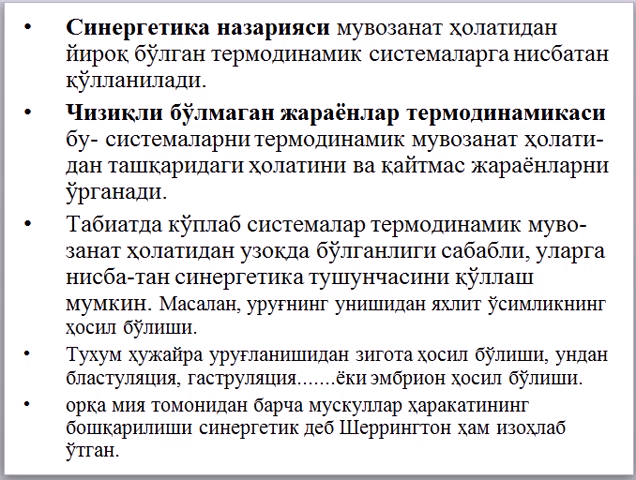 • Синергетика назарияси мувозанат ҳолатидан
йироқ бўлган термодинамик системаларга нисбатан
қўлланилади.
• Чизиқли бўлмаган жараёнлар термодинамикаси
бу- системаларни термодинамик мувозанат ҳолати-
дан ташқаридаги ҳолатини ва қайтмас жараёнларни
ўрганади.
• Табиатда кўплаб системалар термодинамик муво-
занат ҳолатидан узоқда бўлганлиги сабабли, уларга
нисба-тан синергетика тушунчасини қўллаш
мумкин. Масалан, уруғнинг унишидан яхлит ўсимликнинг
ҳосил бўлиши.
• Тухум ҳужайра уруғланишидан зигота ҳосил бўлиши, ундан
бластуляция, гаструляция.......ёки эмбрион ҳосил бўлиши.
• орқа мия томонидан барча мускуллар ҳаракатининг
бошқарилиши синергетик деб Шеррингтон ҳам изоҳлаб
ўтган.